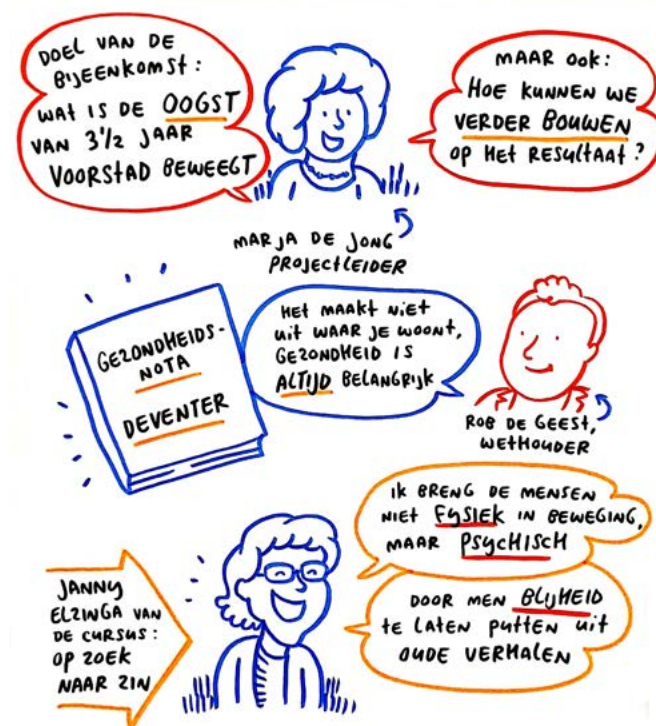 DOEL VAN DE
BIJEENKOMST:
WAT IS DE OOGST
VAN 3½ JAAR
VOORSTAD BEWEEGT
MAAR OOK:
HOE KUNNEN WE
VERDER BOUWEN
OP HET RESULTAAT?
MARJA DE JONG
PROJECTLEIDER
GEZONDHEIDS-
NOTA
DEVENTER
HET MAAKT NIET
UIT WAAR JE WOONT,
GEZONDHEID IS
ALTIJD BELANGRIJK
ROB DE GEEST,
WETHOUDER
IK BRENG DE MENSEN
NIET FYSIEK IN BEWEGING,
MAAR PSYCHISCH
JANNY
ELZINGA VAN
DE CURSUS:
OP ZOEK
NAAR ZIN
DOOR MEN BLIJHEID
TE LATEN PUTTEN UIT
OUDE VERHALEN